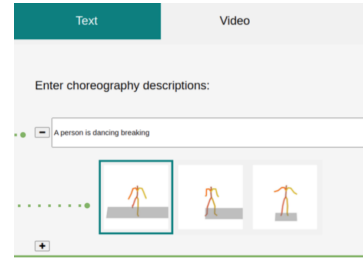 Text
Video
Enter choreography descriptions:
A person is dancing breaking